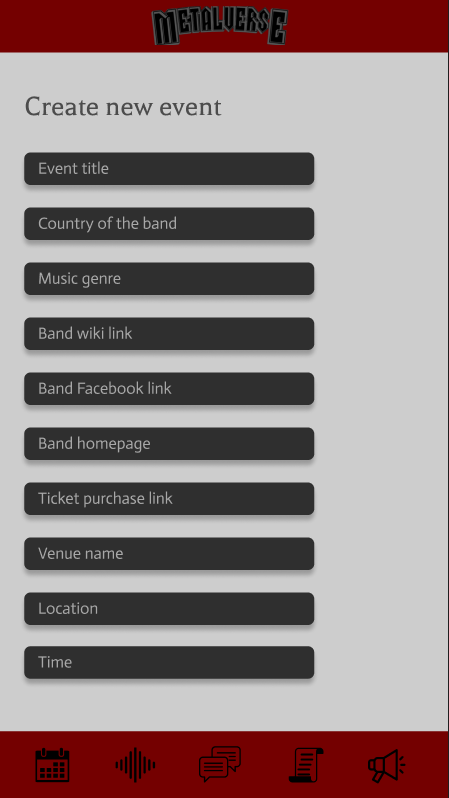 METALVERSE
Create new event
Event title
Country of the band
Music genre
Band wiki link
Band Facebook link
Band homepage
Ticket purchase link
Venue name
Location
Time